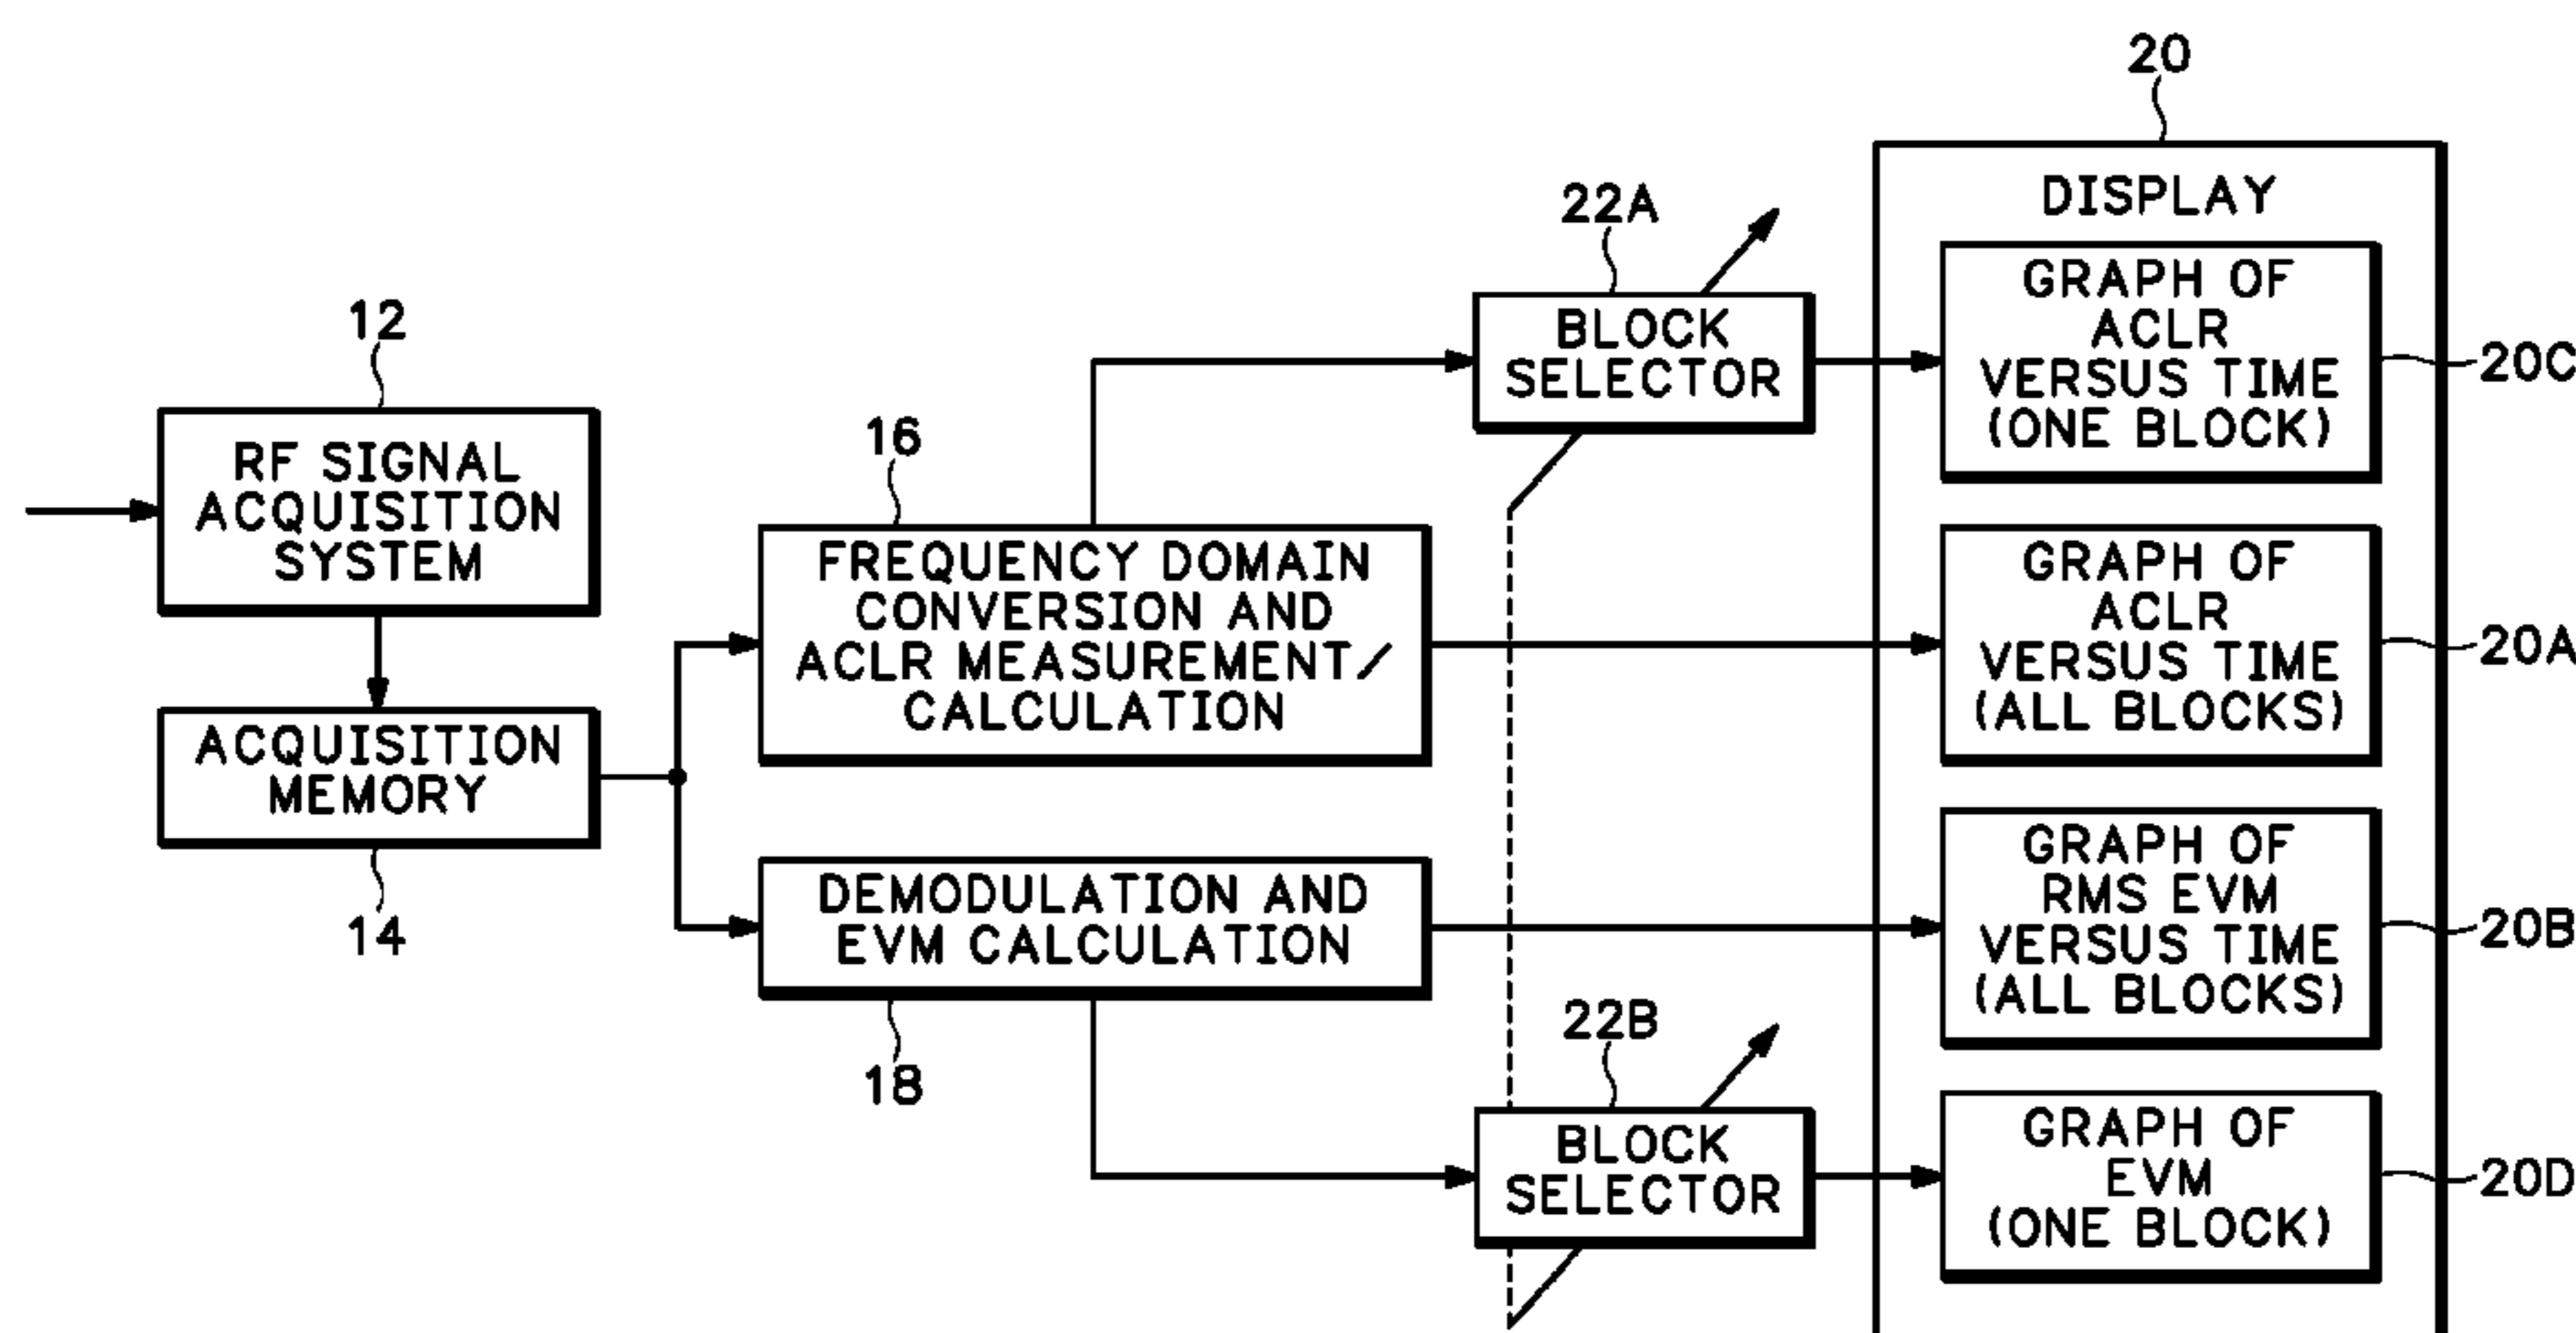 20
DISPLAY
22A
BLOCK
SELECTOR
GRAPH OF
ACLR
VERSUS TIME
(ONE BLOCK)
20C
12
RF SIGNAL
ACQUISITION
SYSTEM
16
FREQUENCY DOMAIN
CONVERSION AND
ACLR MEASUREMENT/
CALCULATION
GRAPH OF
ACLR
VERSUS TIME
(ALL BLOCKS)
20A
ACQUISITION
MEMORY
14
DEMODULATION AND
EVM CALCULATION
18
GRAPH OF
RMS EVM
VERSUS TIME
(ALL BLOCKS)
20B
22B
BLOCK
SELECTOR
GRAPH OF
EVM
(ONE BLOCK)
20D